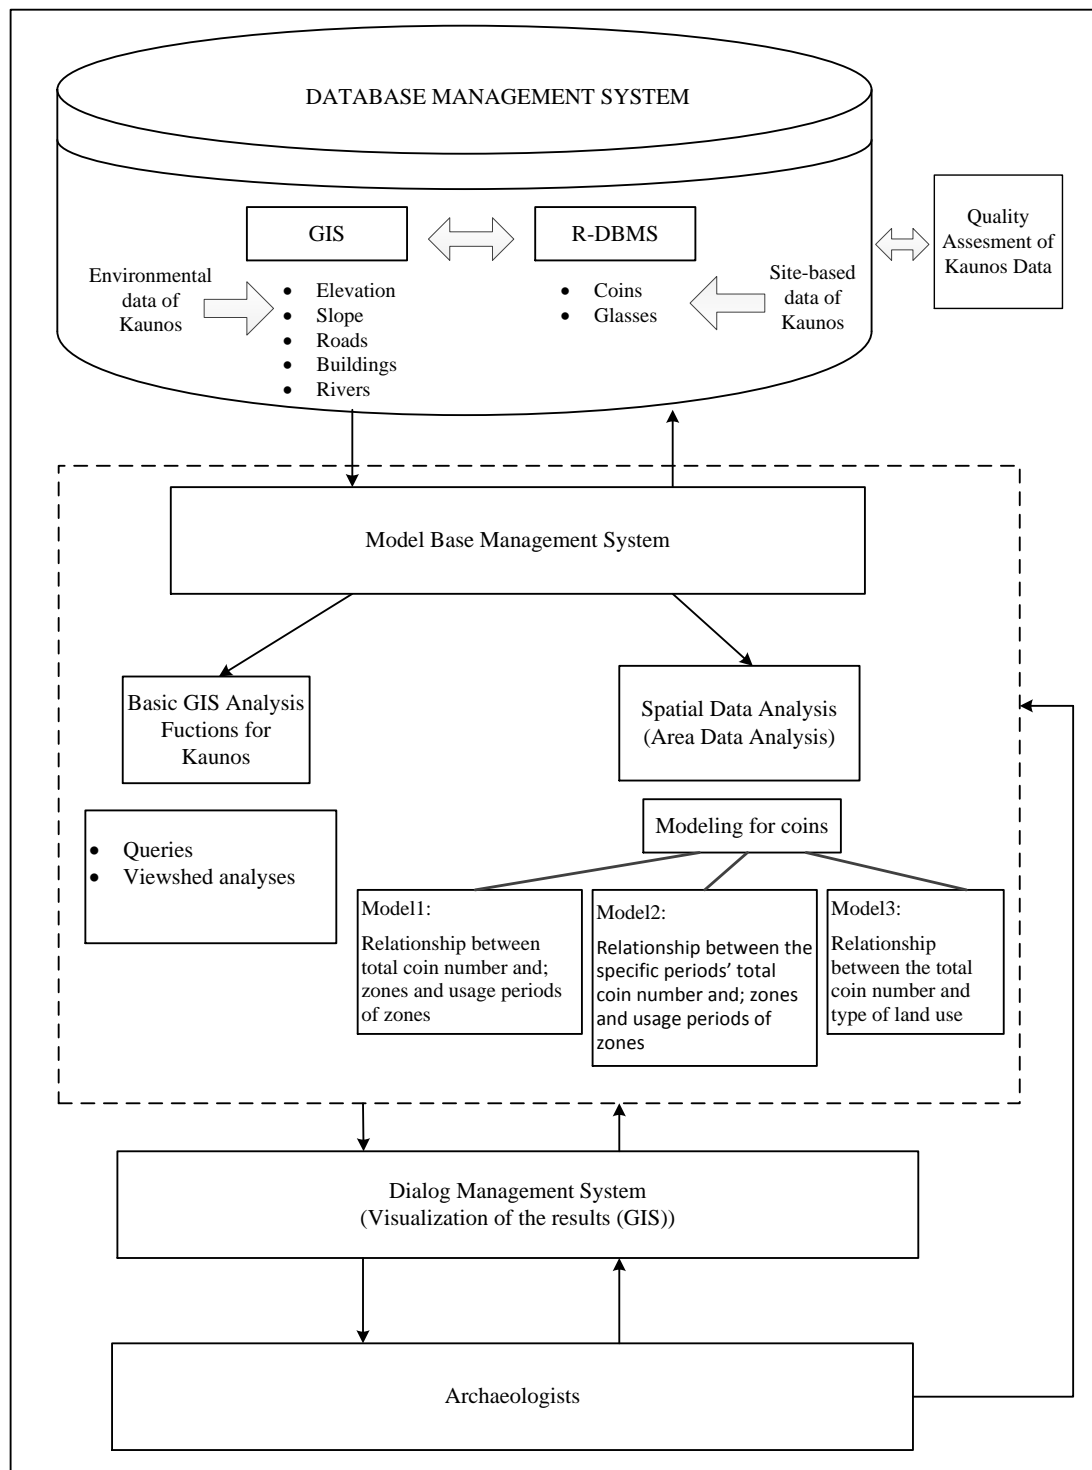 DATABASE MANAGEMENT SYSTEM
GIS
R-DBMS
Quality
Assesment of
Kaunos Data
Environmental
data of
Kaunos
• Elevation
• Slope
• Roads
• Buildings
• Rivers
• Coins
• Glasses
Site-based
data of
Kaunos
Model Base Management System
Basic GIS Analysis
Fuctions for
Kaunos
Spatial Data Analysis
(Area Data Analysis)
• Queries
• Viewshed analyses
Modeling for coins
Model1:
Relationship between
total coin number and;
zones and usage periods
of zones
Model2:
Relationship between the
specific periods’ total
coin number and; zones
and usage periods of
zones
Model3:
Relationship
between the total
coin number and
type of land use
Dialog Management System
(Visualization of the results (GIS))
Archaeologists